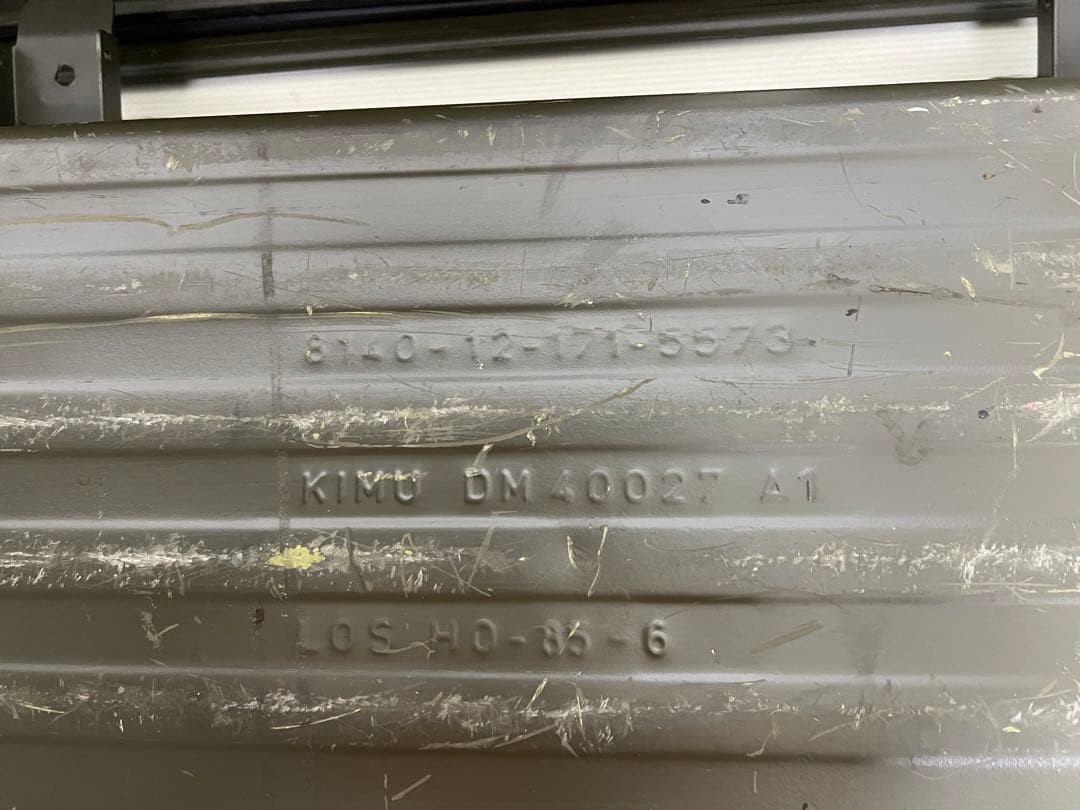 8140-12-171-5573
KIMU DM 40027 A1
LOS HO-85-6